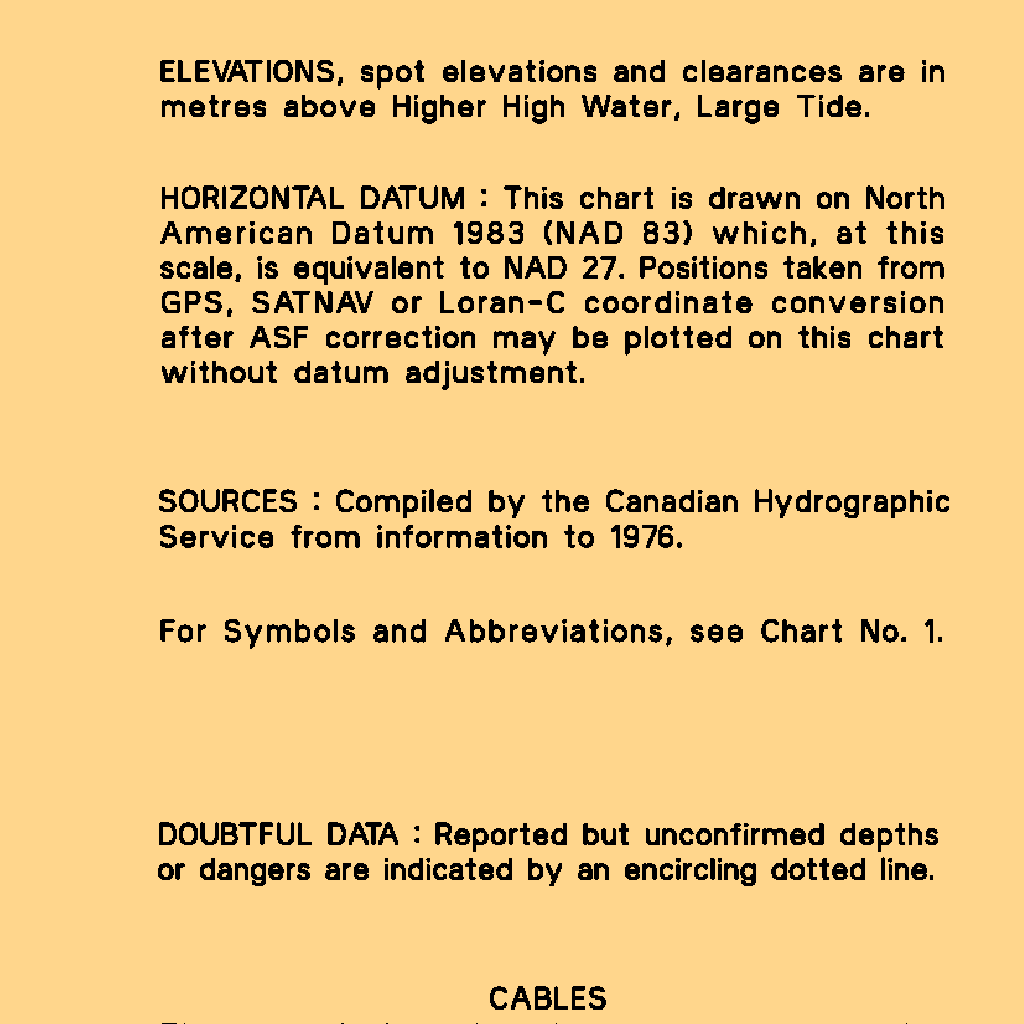 ELEVATIONS, spot elevations and clearances are in
metres above Higher High Water, Large Tide.
HORIZONTAL DATUM : This chart is drawn on North
American Datum 1983 (NAD 83) which, at this
scale, is equivalent to NAD 27. Positions taken from
GPS, SATNAV or Loran-C coordinate conversion
after ASF correction may be plotted on this chart
without datum adjustment.
SOURCES : Compiled by the Canadian Hydrographic
Service from information to 1976.
For Symbols and Abbreviations, see Chart No. 1.
DOUBTFUL DATA : Reported but unconfirmed depths
or dangers are indicated by an encircling dotted line.
CABLES